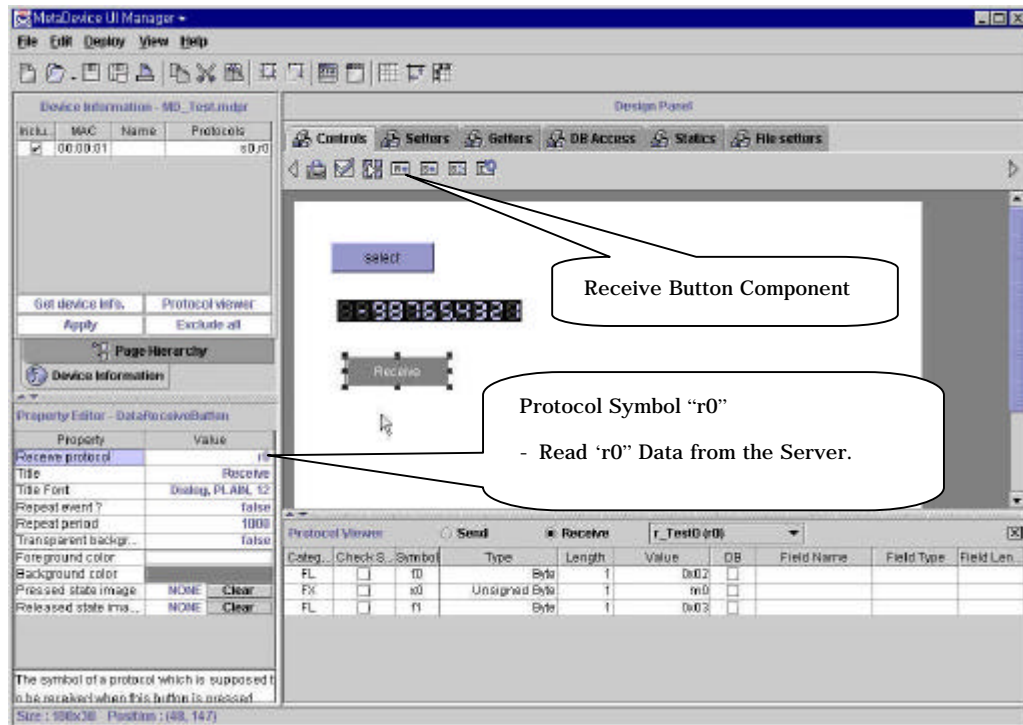 MetaDevice UI Manager
File Edit Deploy View Help
Device Information - MD_Test.mdpr
Design Panel
Inclu.. MAC Name Protocols
00:00:01 s0,r0
Controls Setters Getters DB Access Statics File setters
select
-98765.4321
Receive
Receive Button Component
Get device info. Protocol viewer
Apply Exclude all
Page Hierarchy
Device Information
Protocol Symbol “r0”
- Read ‘r0” Data from the Server.
Property Editor - DataReceiveButton
Property Value
Receive protocol r0
Title Receive
Title Font Dialog, PLAIN, 12
Repeat event? false
Repeat period 1000
Transparent backgr... false
Foreground color
Background color
Pressed state image NONE Clear
Released state ima... NONE Clear
The symbol of a protocol which is supposed t
o be received when this button is pressed
Protocol Viewer Send Receive r_Test0 (r0)
Categ... Check S... Symbol Type Length Value DB Field Name Field Type Field Len...
FL f0 Byte 1 0x02
FX x0 Unsigned Byte 1 m0
FL f1 Byte 1 0x03
Size : 100x30 Position : (48, 147)